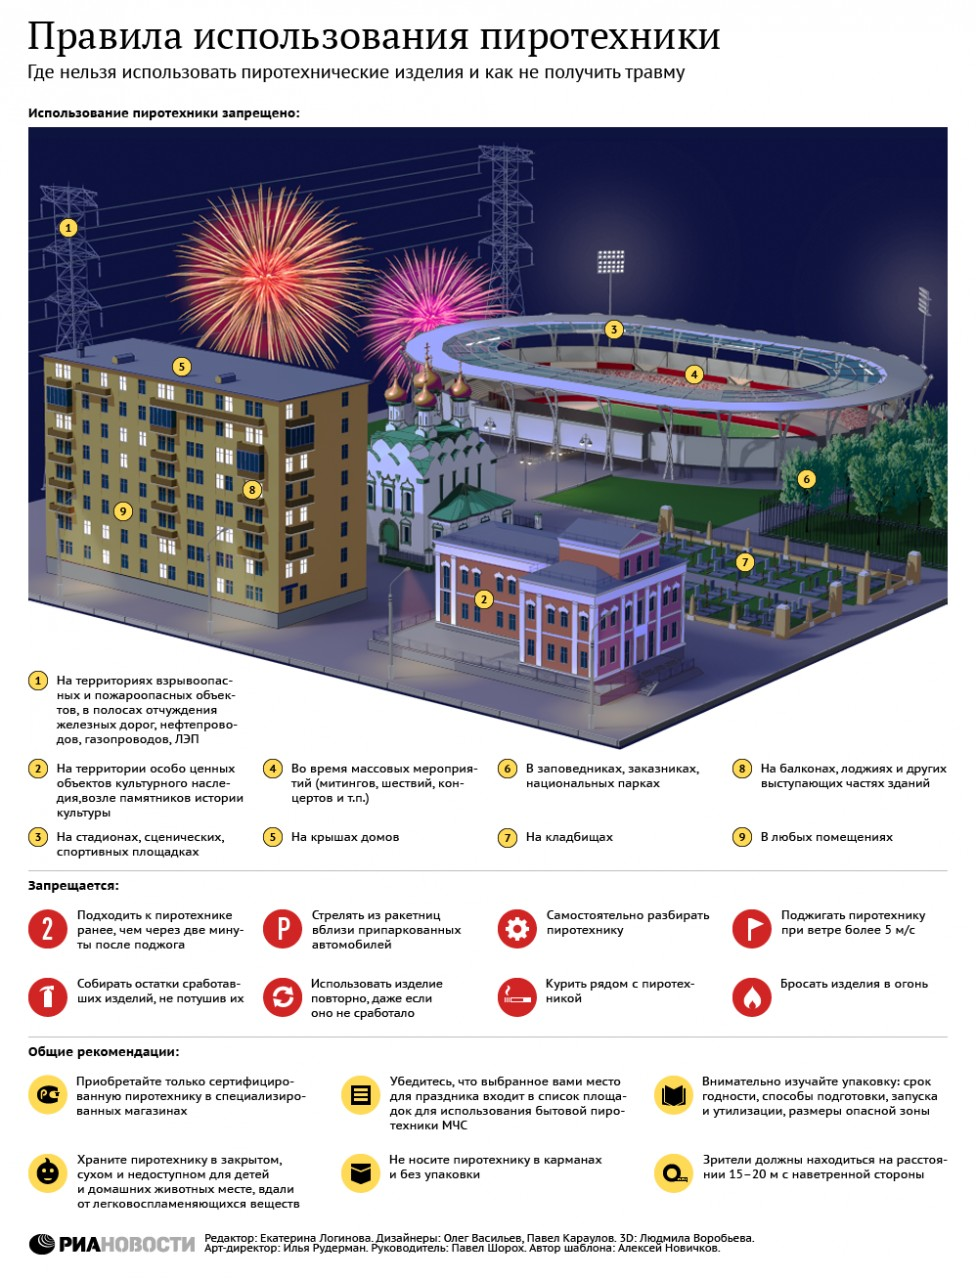 Правила использования пиротехники
Где нельзя использовать пиротехнические изделия и как не получить травму
Использование пиротехники запрещено:
1
2
3
4
5
6
7
8
9
1 На территориях взрывоопас-
ных и пожароопасных объек-
тов, в полосах отчуждения
железных дорог, нефтепрово-
дов, газопроводов, ЛЭП
2 На территории особо ценных
объектов культурного насле-
дия,возле памятников истории
культуры
3 На стадионах, сценических,
спортивных площадках
4 Во время массовых мероприя-
тий (митингов, шествий, кон-
цертов и т.п.)
5 На крышах домов
6 В заповедниках, заказниках,
национальных парках
7 На кладбищах
8 На балконах, лоджиях и других
выступающих частях зданий
9 В любых помещениях
Запрещается:
2 Подходить к пиротехнике
ранее, чем через две мину-
ты после поджога
P Стрелять из ракетниц
вблизи припаркованных
автомобилей
Самостоятельно разбирать
пиротехнику
Поджигать пиротехнику
при ветре более 5 м/с
Собирать остатки сработав-
ших изделий, не потушив их
Использовать изделие
повторно, даже если
оно не сработало
Курить рядом с пиротех-
никой
Бросать изделия в огонь
Общие рекомендации:
Приобретайте только сертифициро-
ванную пиротехнику в специализиро-
ванных магазинах
Убедитесь, что выбранное вами место
для праздника входит в список площа-
док для использования бытовой пиро-
техники МЧС
Внимательно изучайте упаковку: срок
годности, способы подготовки, запуска
и утилизации, размеры опасной зоны
Храните пиротехнику в закрытом,
сухом и недоступном для детей
и домашних животных месте, вдали
от легковоспламеняющихся веществ
Не носите пиротехнику в карманах
и без упаковки
Зрители должны находиться на расстоя-
нии 15–20 м с наветренной стороны
РИАНОВОСТИ
Редактор: Екатерина Логинова. Дизайнеры: Олег Васильев, Павел Караулов. 3D: Людмила Воробьева.
Арт-директор: Илья Рудерман. Руководитель: Павел Шорох. Автор шаблона: Алексей Новичков.